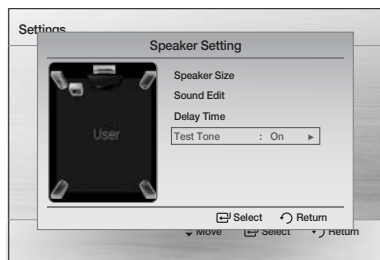 Settings
Speaker Setting
Speaker Size
Sound Edit
Delay Time
Test Tone : On ►
User
Select Return
Move Select Return